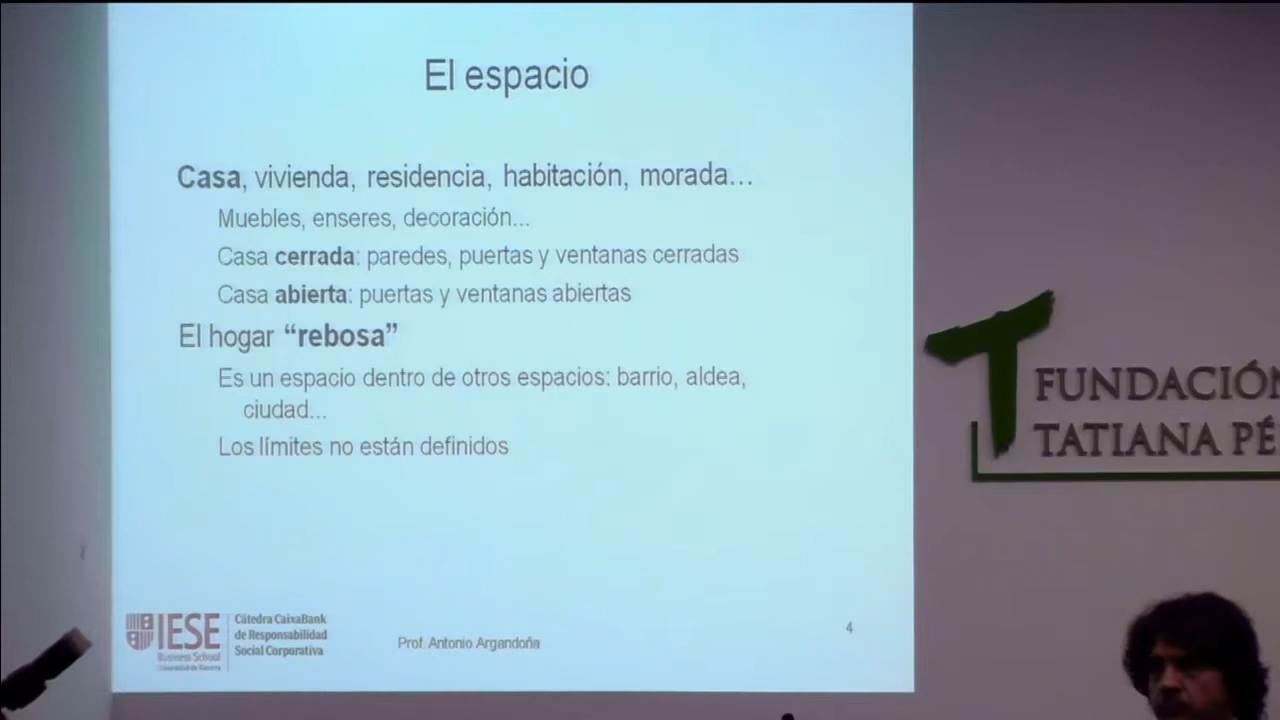 El espacio
Casa, vivienda, residencia, habitación, morada...
Muebles, enseres, decoración...
Casa cerrada: paredes, puertas y ventanas cerradas
Casa abierta: puertas y ventanas abiertas
El hogar “rebosa”
Es un espacio dentro de otros espacios: barrio, aldea,
ciudad...
Los límites no están definidos
IESE
Business School
Universidad de Navarra
Cátedra CaixaBank
de Responsabilidad
Social Corporativa
Prof. Antonio Argandoña
4
FUNDACIÓN
TATIANA PÉ